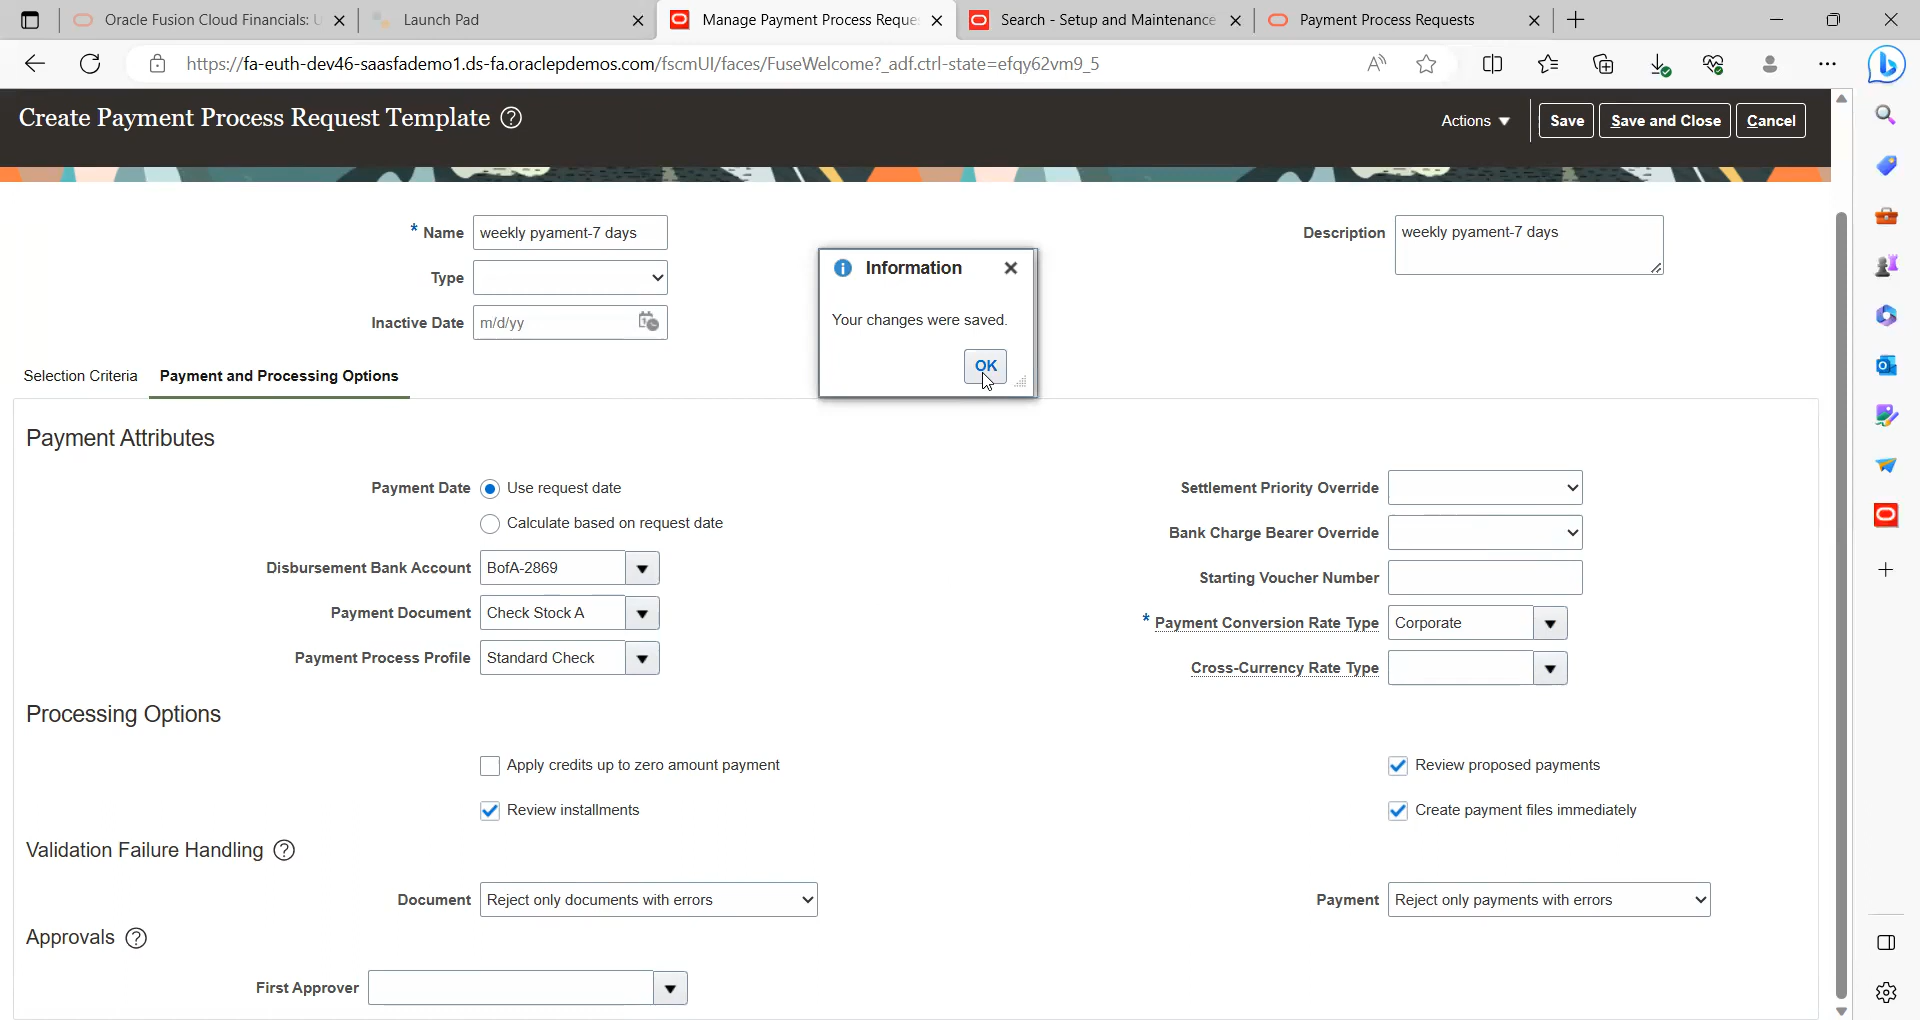 Oracle Fusion Cloud Financials: U
Launch Pad
Manage Payment Process Reque
Search - Setup and Maintenance
Payment Process Requests
https://fa-euth-dev46-saasfademo1.ds-fa.oraclepdemos.com/fscmUI/faces/FuseWelcome?_adf.ctrl-state=efqy62vm9_5
Create Payment Process Request Template
Actions
Save
Save and Close
Cancel
* Name weekly pyament-7 days
Description weekly pyament-7 days
Type
Inactive Date m/d/yy
Information
Your changes were saved.
OK
Selection Criteria Payment and Processing Options
Payment Attributes
Payment Date Use request date
Calculate based on request date
Disbursement Bank Account BofA-2869
Payment Document Check Stock A
Payment Process Profile Standard Check
Settlement Priority Override
Bank Charge Bearer Override
Starting Voucher Number
* Payment Conversion Rate Type Corporate
Cross-Currency Rate Type
Processing Options
Apply credits up to zero amount payment
Review proposed payments
Review installments
Create payment files immediately
Validation Failure Handling
Document Reject only documents with errors
Payment Reject only payments with errors
Approvals
First Approver